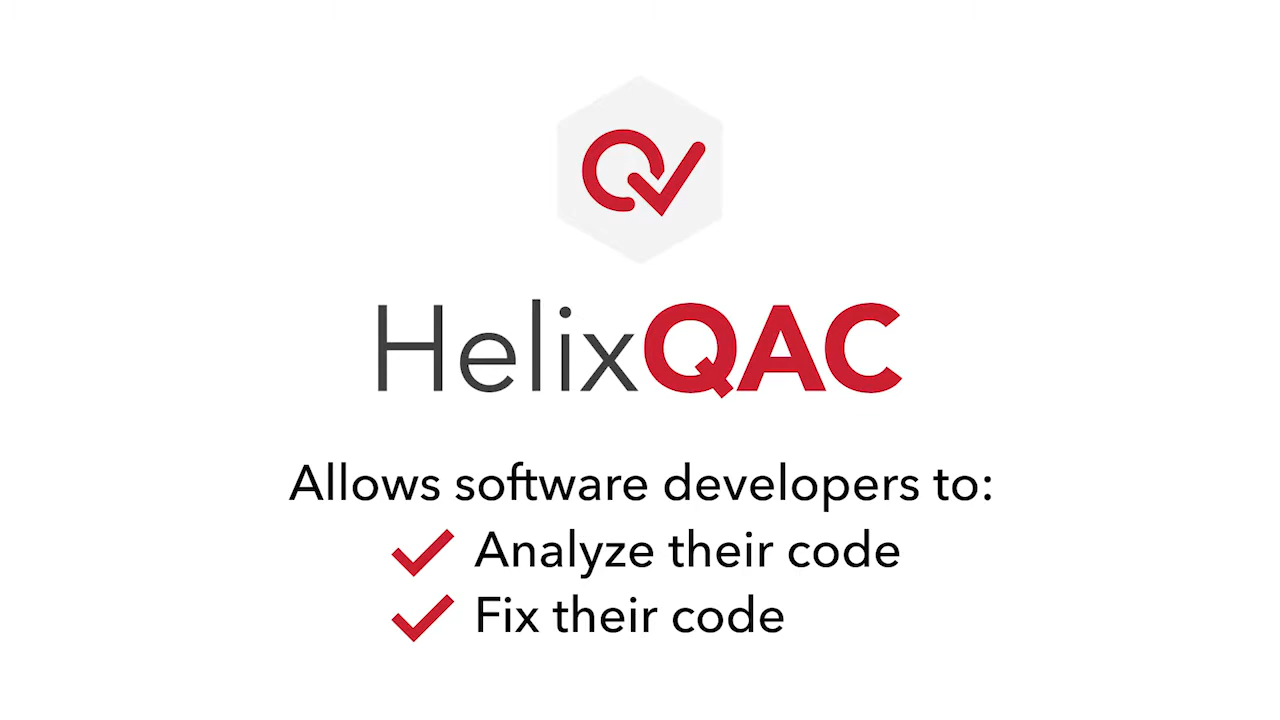 HelixQAC
Allows software developers to:
Analyze their code
Fix their code